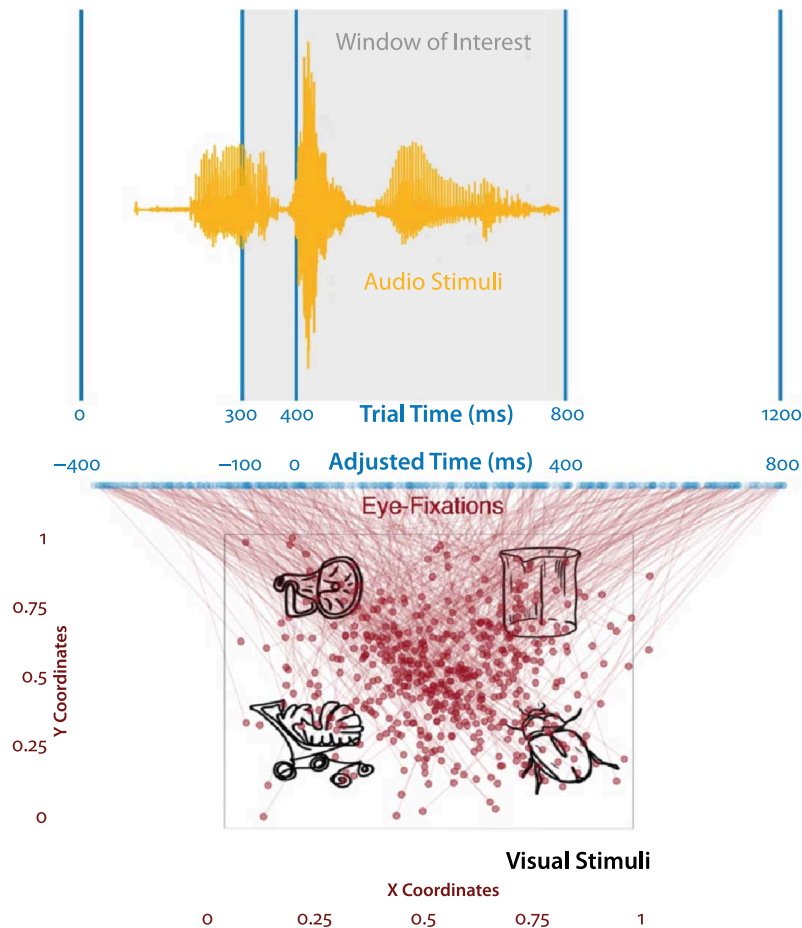 Window of Interest
Audio Stimuli
0 300 400 Trial Time (ms) 800 1200
−400 −100 0 Adjusted Time (ms) 400 800
Eye-Fixations
1
0.75
0.5
0.25
0
Y Coordinates
Visual Stimuli
X Coordinates
0 0.25 0.5 0.75 1